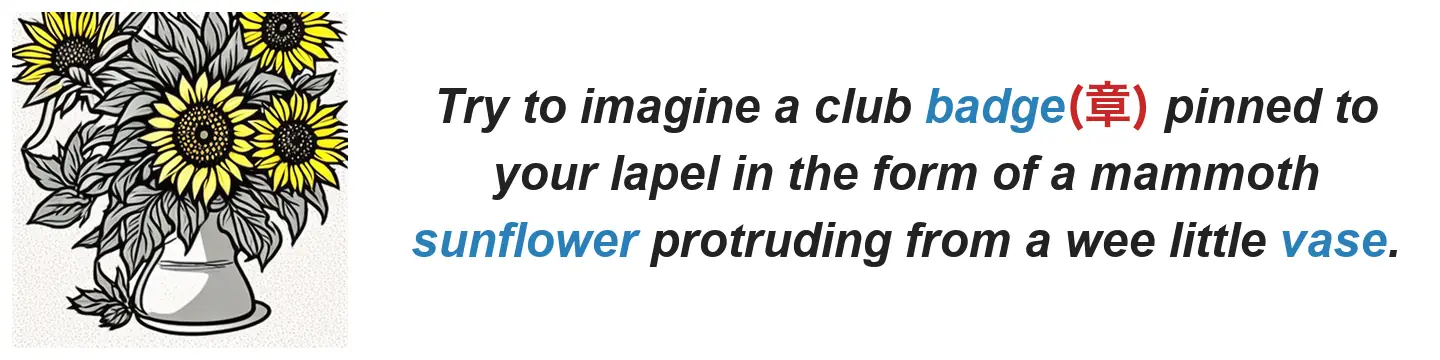 Try to imagine a club badge(章) pinned to
your lapel in the form of a mammoth
sunflower protruding from a wee little vase.